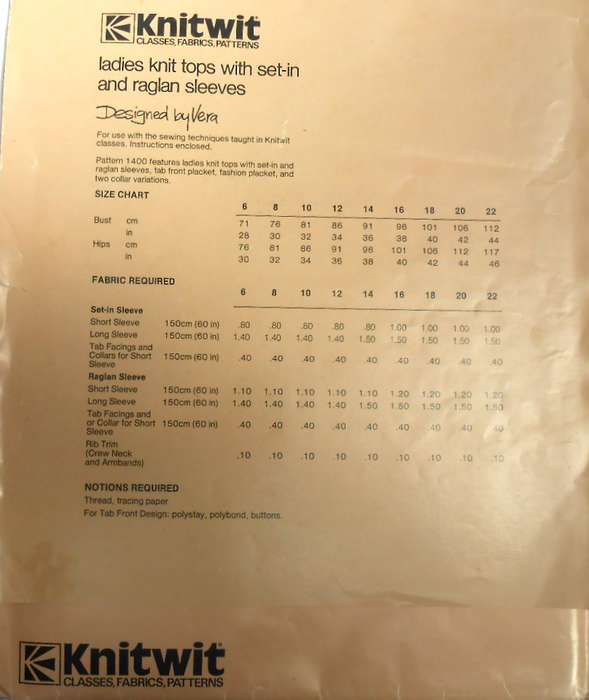 Knitwit
CLASSES, FABRICS, PATTERNS
ladies knit tops with set-in
and raglan sleeves
Designed by Vera
For use with the sewing techniques taught in Knitwit
classes. Instructions enclosed.
Pattern 1400 features ladies knit tops with set-in and
raglan sleeves, tab front placket, fashion placket, and
two collar variations.
SIZE CHART
6 8 10 12 14 16 18 20 22
Bust cm 71 76 81 86 91 96 101 106 112
in 28 30 32 34 36 38 40 42 44
Hips cm 76 81 86 91 96 101 106 112 117
in 30 32 34 36 38 40 42 44 46
FABRIC REQUIRED
6 8 10 12 14 16 18 20 22
Set-in Sleeve
Short Sleeve 150cm (60 in) .80 .80 .80 .80 .80 1.00 1.00 1.00 1.00
Long Sleeve 150cm (60 in) 1.40 1.40 1.40 1.40 1.50 1.50 1.50 1.50 1.50
Tab Facings and
Collars for Short 150cm (60 in) .40 .40 .40 .40 .40 .40 .40 .40 .40
Sleeve
Raglan Sleeve
Short Sleeve 150cm (60 in) 1.10 1.10 1.10 1.10 1.10 1.20 1.20 1.20 1.20
Long Sleeve 150cm (60 in) 1.40 1.40 1.40 1.40 1.50 1.50 1.50 1.50 1.50
Tab Facings and
or Collar for Short 150cm (60 in) .40 .40 .40 .40 .40 .40 .40 .40 .40
Sleeve
Rib Trim
(Crew Neck .10 .10 .10 .10 .10 .10 .10 .10 .10
and Armbands)
NOTIONS REQUIRED
Thread, tracing paper
For Tab Front Design: polystay, polybond, buttons.
Knitwit
CLASSES, FABRICS, PATTERNS